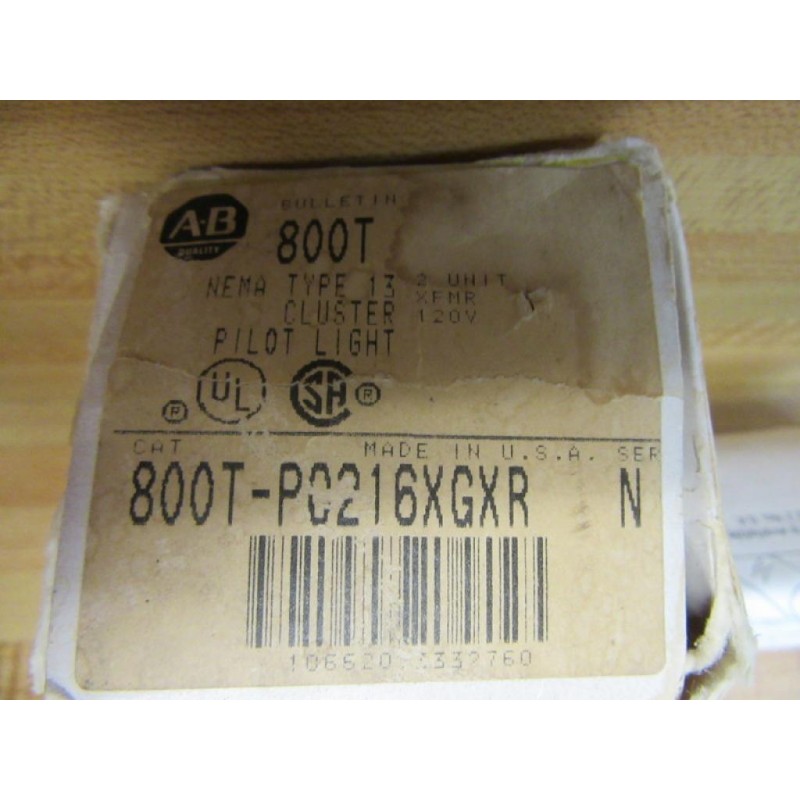 A-B
QUALITY
BULLETIN
800T
NEMA TYPE 13 2 UNIT
CLUSTER XFMR
PILOT LIGHT 120V
® UL SA ®
CAT MADE IN U.S.A. SER
800T-PC216XGXR N